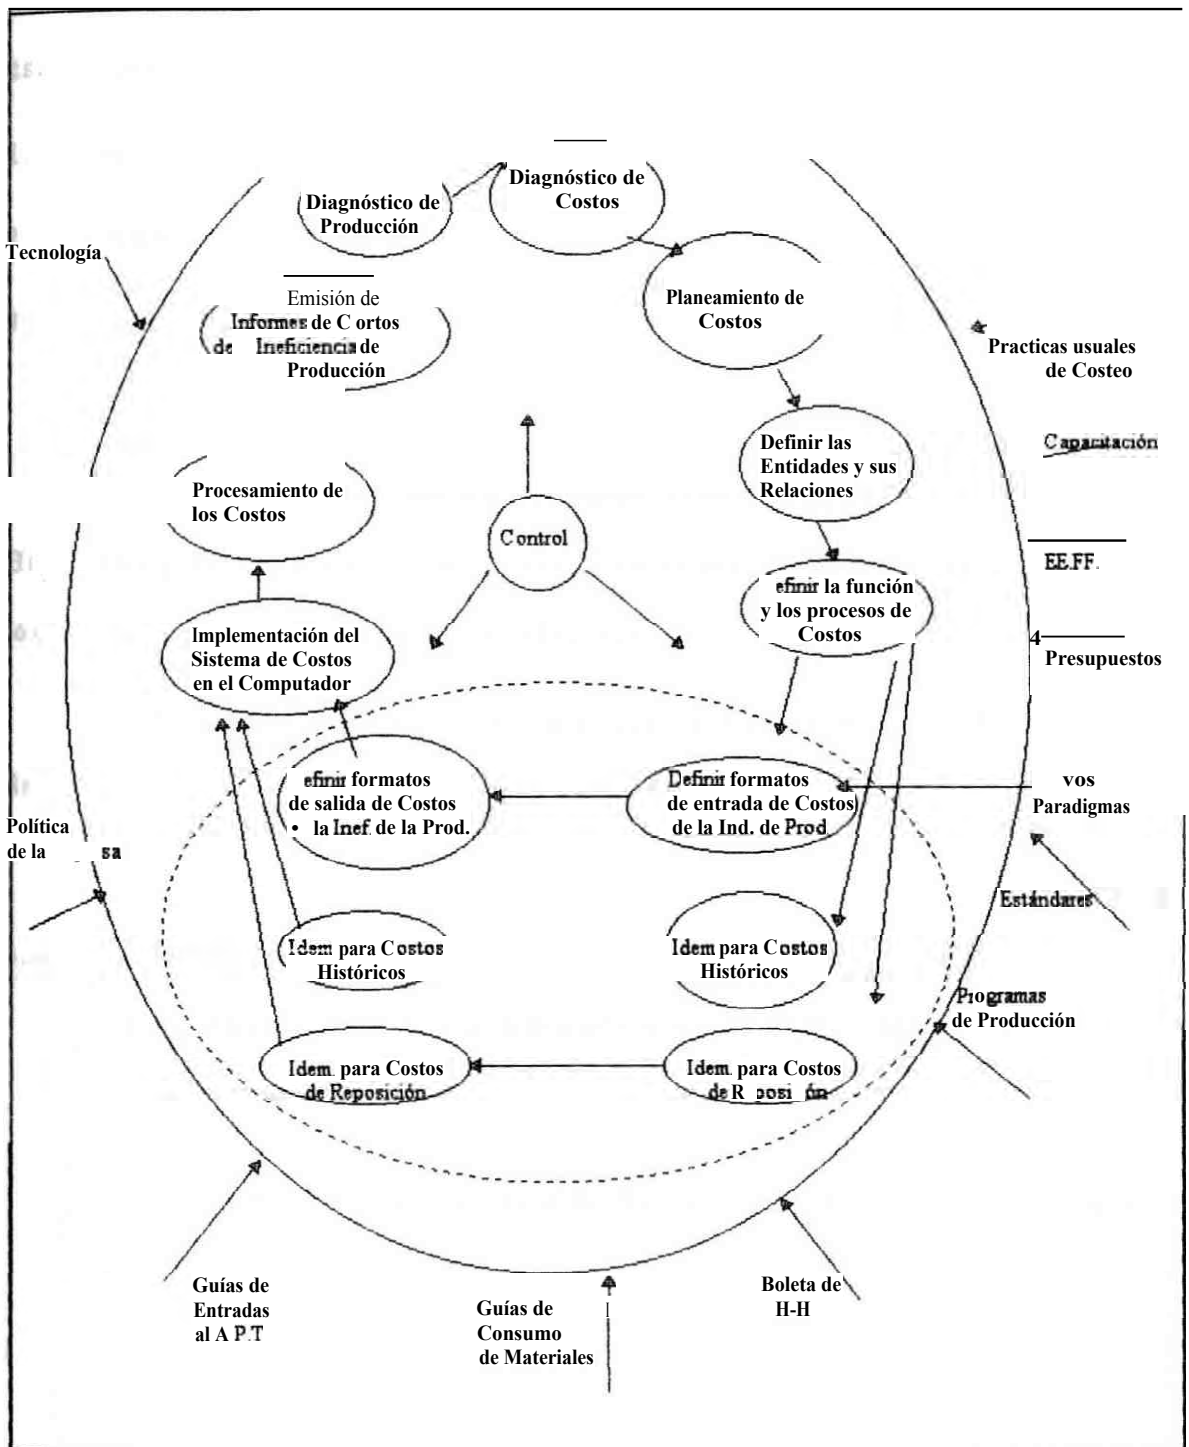 Diagnóstico de
Costos
Diagnóstico de
Producción
Tecnología
Planeamiento de
Costos
Emisión de
Informes de C ortos
de Ineficiencia de
Producción
Practicas usuales
de Costeo
Capacitación
Definir las
Entidades y sus
Relaciones
Procesamiento de
los Costos
Control
EE.FF.
efinir la función
y los procesos de
Costos
Implementación del
Sistema de Costos
en el Computador
4
Presupuestos
efinir formatos
de salida de Costos
• la Inef. de la Prod.
Definir formatos
de entrada de Costos
de la Ind. de Prod
vos
Paradigmas
Política
de la sa
Estándares
Idem para Costos
Históricos
Idem para Costos
Históricos
Programas
de Producción
Idem. para Costos
de Reposición
Idem. para Costos
de R posi ón
Guías de
Entradas
al A P.T
Guías de
Consumo
de Materiales
Boleta de
H-H